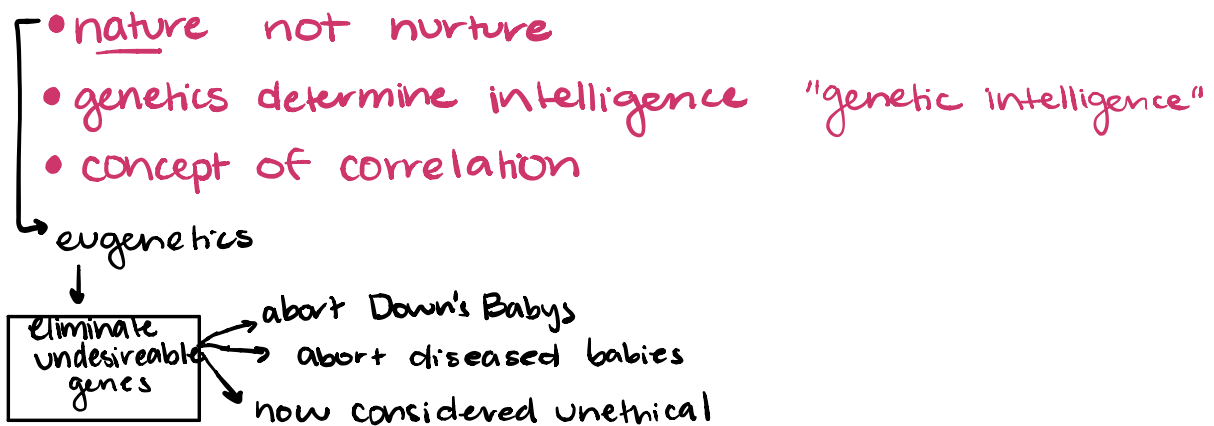 • nature not nurture
• genetics determine intelligence "genetic intelligence"
• concept of correlation
eugenetics
eliminate
undesireable
genes
abort Down's Babys
abort diseased babies
now considered unethical